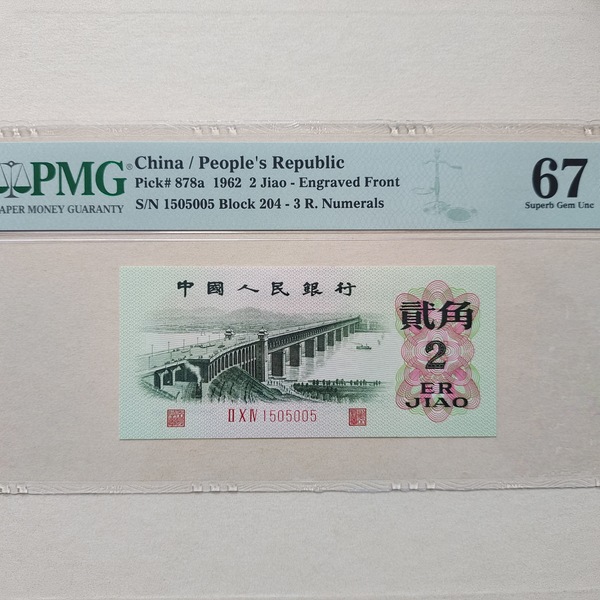 PMG®
PAPER MONEY GUARANTY
China / People's Republic
Pick# 878a 1962 2 Jiao - Engraved Front
S/N 1505005 Block 204 - 3 R. Numerals
67
Superb Gem Unc
中國人民銀行
貳角
2
ER
JIAO
II X IV 1505005